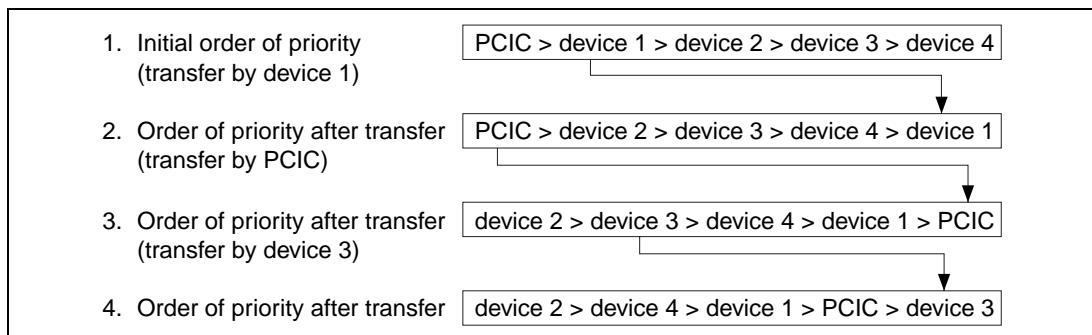 1. Initial order of priority PCIC > device 1 > device 2 > device 3 > device 4
(transfer by device 1)
2. Order of priority after transfer PCIC > device 2 > device 3 > device 4 > device 1
(transfer by PCIC)
3. Order of priority after transfer device 2 > device 3 > device 4 > device 1 > PCIC
(transfer by device 3)
4. Order of priority after transfer device 2 > device 4 > device 1 > PCIC > device 3